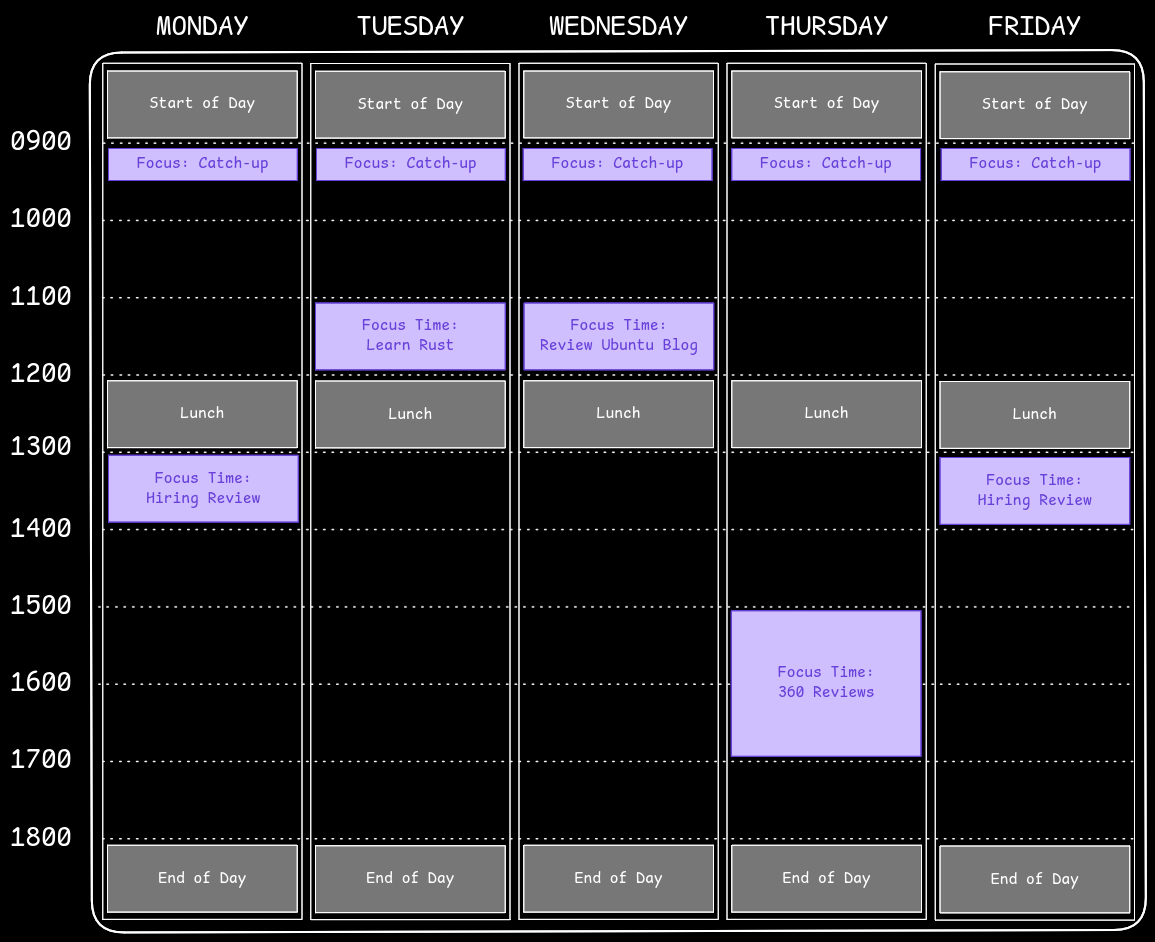 MONDAY TUESDAY WEDNESDAY THURSDAY FRIDAY
Start of Day Start of Day Start of Day Start of Day Start of Day
0900
Focus: Catch-up Focus: Catch-up Focus: Catch-up Focus: Catch-up Focus: Catch-up
1000
1100
Focus Time: Focus Time:
Learn Rust Review Ubuntu Blog
1200
Lunch Lunch Lunch Lunch Lunch
1300
Focus Time: Focus Time:
Hiring Review Hiring Review
1400
1500
Focus Time:
1600
360 Reviews
1700
1800
End of Day End of Day End of Day End of Day End of Day